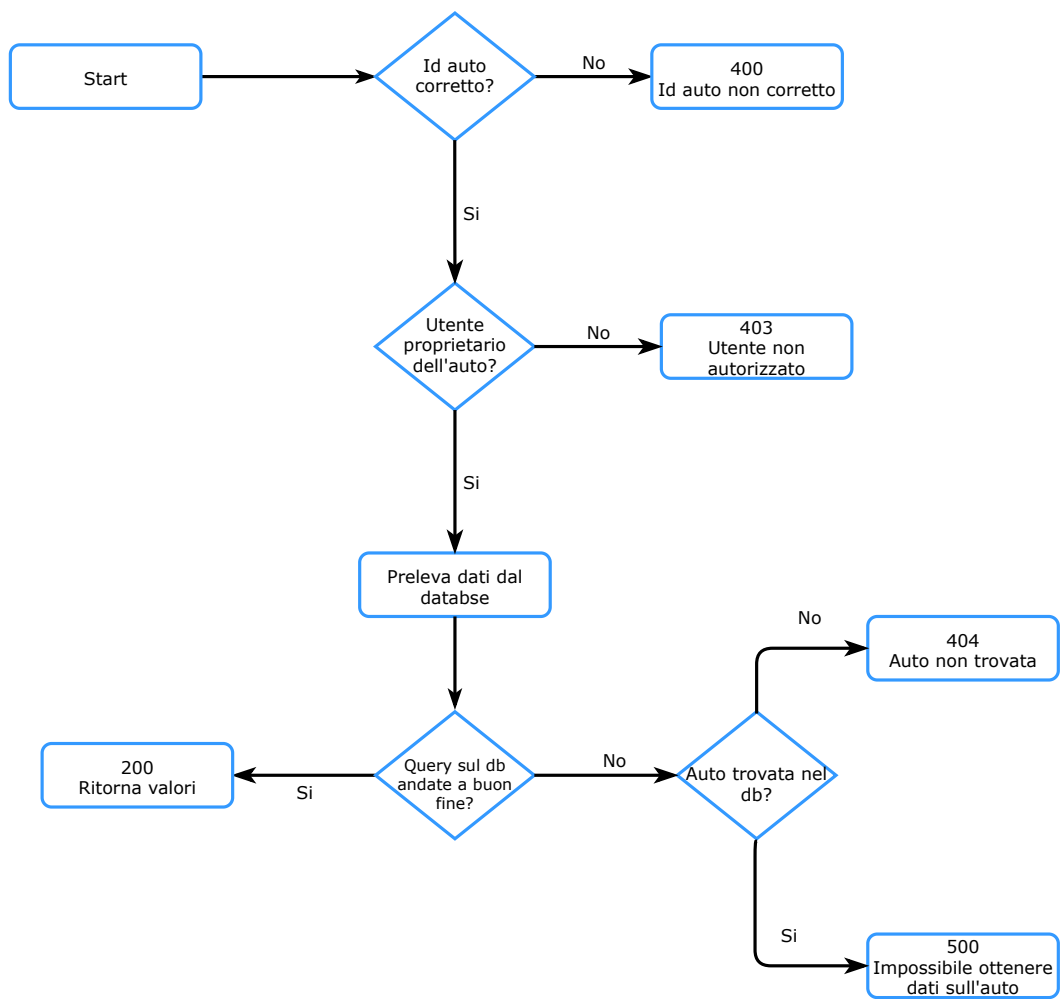 Start
Id auto
corretto?
No
400
Id auto non corretto
Si
Utente
proprietario
dell'auto?
No
403
Utente non
autorizzato
Si
Preleva dati dal
databse
No
404
Auto non trovata
200
Ritorna valori
Si
Query sul db
andate a buon
fine?
No
Auto trovata nel
db?
Si
500
Impossibile ottenere
dati sull'auto